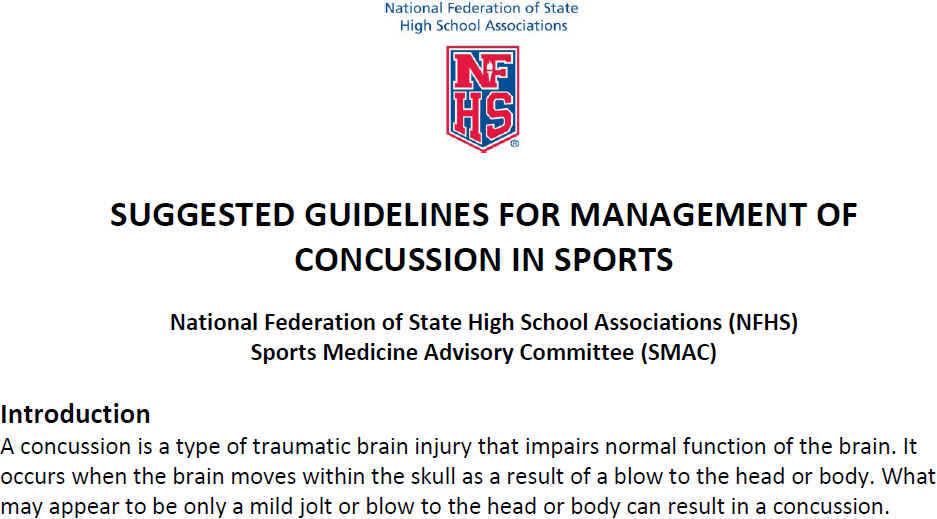 National Federation of State
High School Associations
NF
HS
®
SUGGESTED GUIDELINES FOR MANAGEMENT OF
CONCUSSION IN SPORTS
National Federation of State High School Associations (NFHS)
Sports Medicine Advisory Committee (SMAC)
Introduction
A concussion is a type of traumatic brain injury that impairs normal function of the brain. It
occurs when the brain moves within the skull as a result of a blow to the head or body. What
may appear to be only a mild jolt or blow to the head or body can result in a concussion.